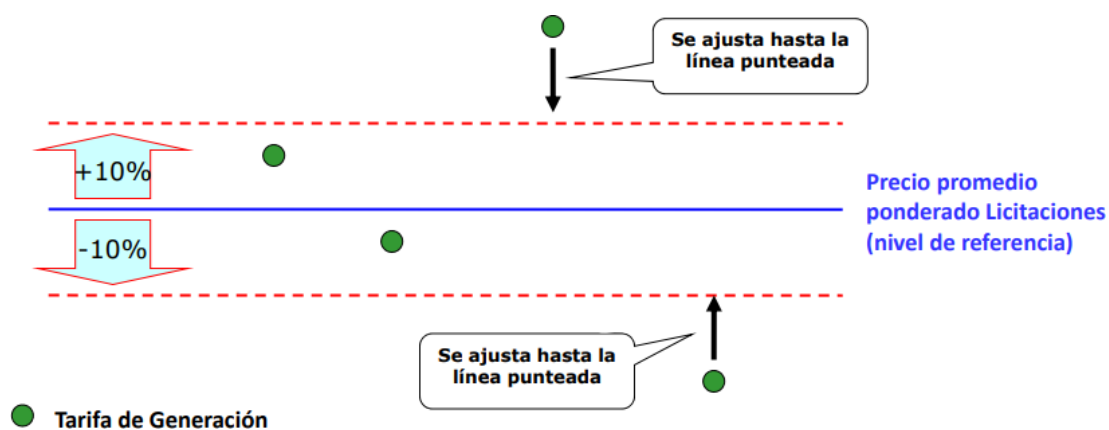 Se ajusta hasta la
línea punteada
+10%
Precio promedio
ponderado Licitaciones
(nivel de referencia)
-10%
Se ajusta hasta la
línea punteada
Tarifa de Generación